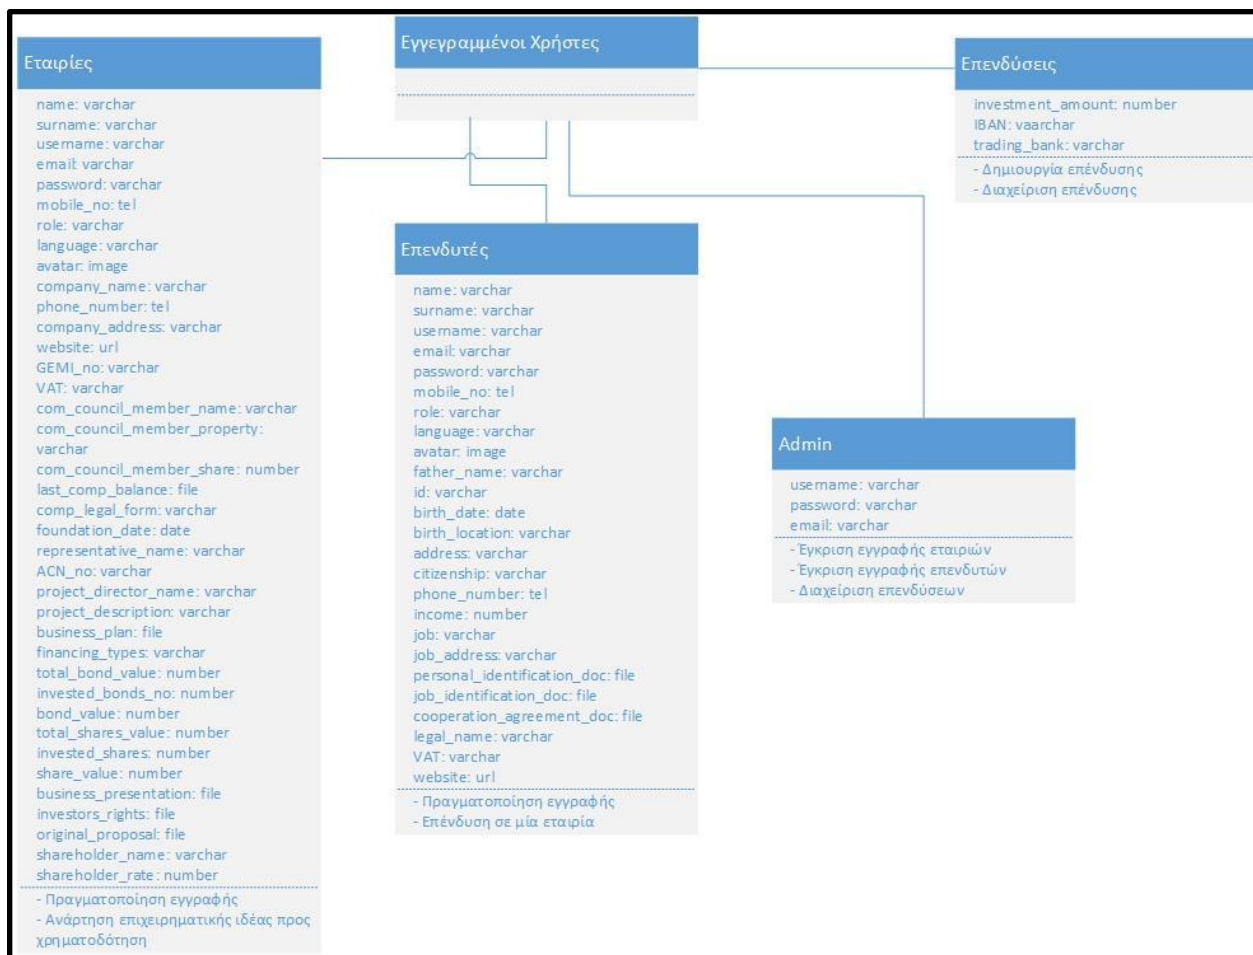 Εταιρίες
name: varchar
surname: varchar
username: varchar
email: varchar
password: varchar
mobile_no: tel
role: varchar
language: varchar
avatar: image
company_name: varchar
phone_number: tel
company_address: varchar
website: url
GEMI_no: varchar
VAT: varchar
com_council_member_name: varchar
com_council_member_property:
varchar
com_council_member_share: number
last_comp_balance: file
comp_legal_form: varchar
foundation_date: date
representative_name: varchar
ACN_no: varchar
project_director_name: varchar
project_description: varchar
business_plan: file
financing_types: varchar
total_bond_value: number
invested_bonds_no: number
bond_value: number
total_shares_value: number
invested_shares: number
share_value: number
business_presentation: file
investors_rights: file
original_proposal: file
shareholder_name: varchar
shareholder_rate: number
- Πραγματοποίηση εγγραφής
- Ανάρτηση επιχειρηματικής ιδέας προς
χρηματοδότηση
Εγγεγραμμένοι Χρήστες
Επενδυτές
name: varchar
surname: varchar
username: varchar
email: varchar
password: varchar
mobile_no: tel
role: varchar
language: varchar
avatar: image
father_name: varchar
id: varchar
birth_date: date
birth_location: varchar
address: varchar
citizenship: varchar
phone_number: tel
income: number
job: varchar
job_address: varchar
personal_identification_doc: file
job_identification_doc: file
cooperation_agreement_doc: file
legal_name: varchar
VAT: varchar
website: url
- Πραγματοποίηση εγγραφής
- Επένδυση σε μία εταιρία
Επενδύσεις
investment_amount: number
IBAN: vaarchar
trading_bank: varchar
- Δημιουργία επένδυσης
- Διαχείριση επένδυσης
Admin
username: varchar
password: varchar
email: varchar
- Έγκριση εγγραφής εταιριών
- Έγκριση εγγραφής επενδυτών
- Διαχείριση επενδύσεων